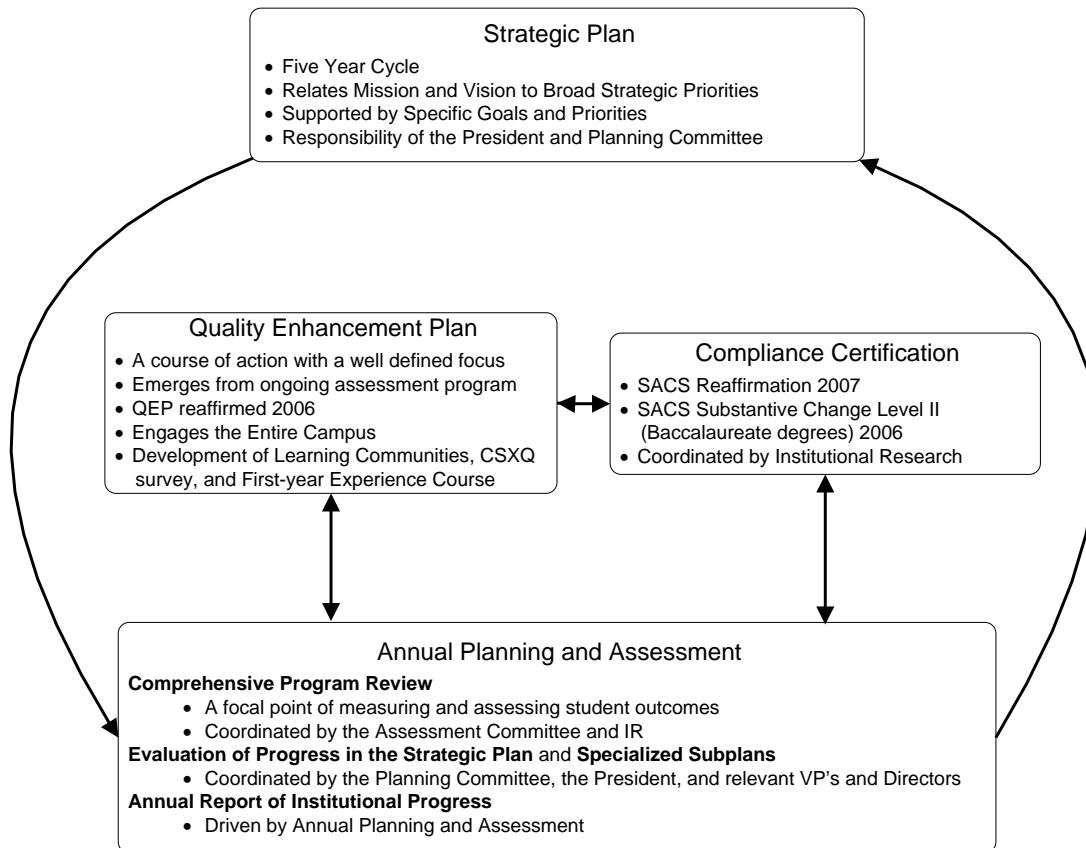 Strategic Plan
• Five Year Cycle
• Relates Mission and Vision to Broad Strategic Priorities
• Supported by Specific Goals and Priorities
• Responsibility of the President and Planning Committee
Quality Enhancement Plan
• A course of action with a well defined focus
• Emerges from ongoing assessment program
• QEP reaffirmed 2006
• Engages the Entire Campus
• Development of Learning Communities, CSXQ
survey, and First-year Experience Course
Compliance Certification
• SACS Reaffirmation 2007
• SACS Substantive Change Level II
(Baccalaureate degrees) 2006
• Coordinated by Institutional Research
Annual Planning and Assessment
Comprehensive Program Review
• A focal point of measuring and assessing student outcomes
• Coordinated by the Assessment Committee and IR
Evaluation of Progress in the Strategic Plan and Specialized Subplans
• Coordinated by the Planning Committee, the President, and relevant VP's and Directors
Annual Report of Institutional Progress
• Driven by Annual Planning and Assessment